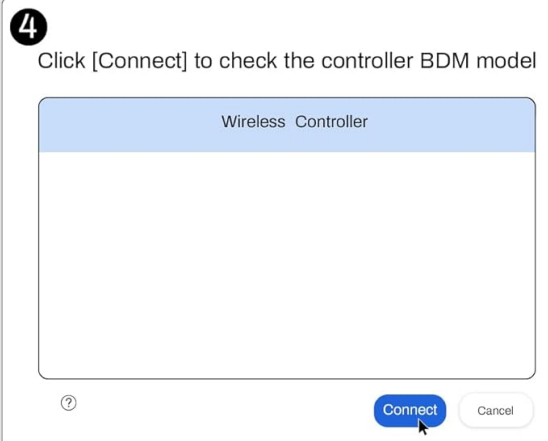 4
Click [Connect] to check the controller BDM model
Wireless Controller
?
Connect
Cancel